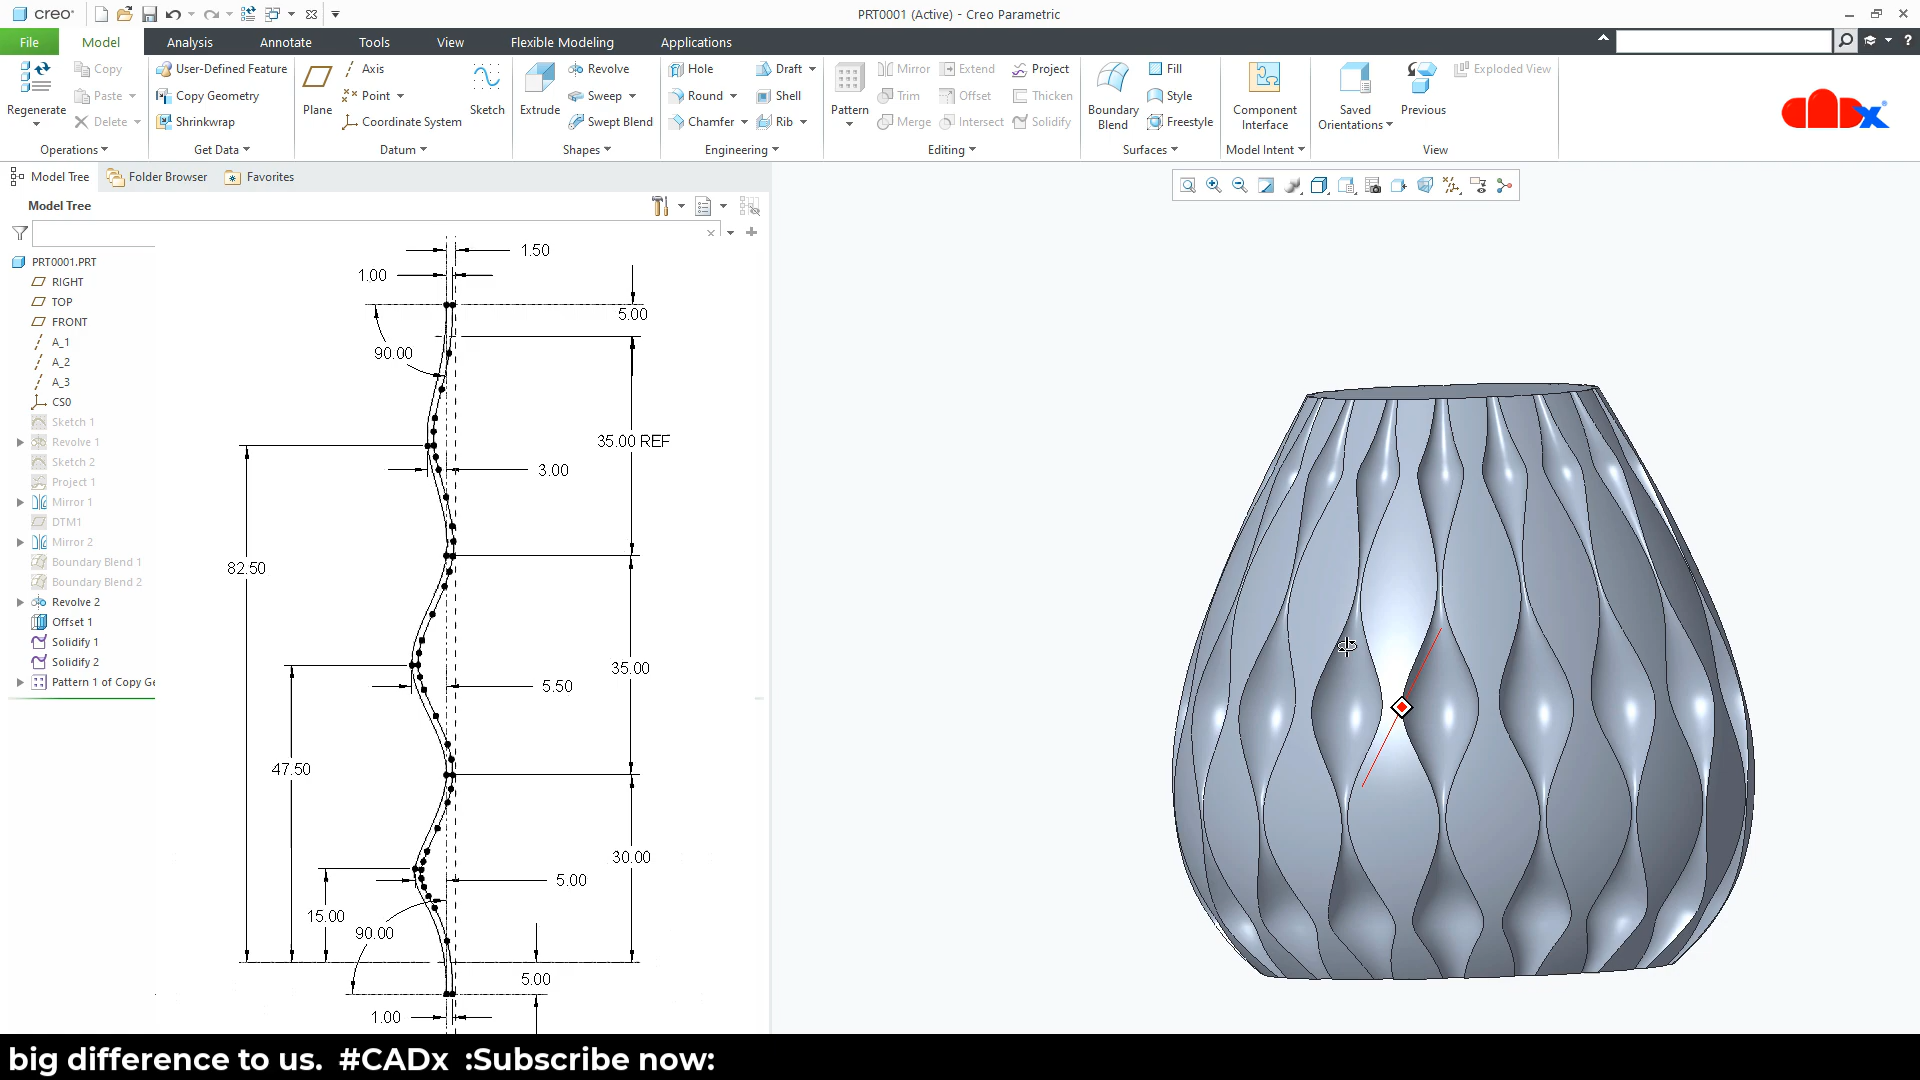 creo
PRT0001 (Active) - Creo Parametric
File
Model
Analysis
Annotate
Tools
View
Flexible Modeling
Applications
Regenerate
Copy
Paste
Delete
Operations
User-Defined Feature
Copy Geometry
Shrinkwrap
Get Data
Plane
Axis
Point
Coordinate System
Sketch
Datum
Extrude
Revolve
Sweep
Swept Blend
Shapes
Hole
Round
Chamfer
Draft
Shell
Rib
Engineering
Pattern
Mirror
Trim
Merge
Extend
Offset
Intersect
Project
Thicken
Solidify
Editing
Boundary
Blend
Fill
Style
Freestyle
Surfaces
Component
Interface
Model Intent
Saved
Orientations
Previous
Exploded View
View
CADx
Model Tree
Folder Browser
Favorites
Model Tree
PRT0001.PRT
RIGHT
TOP
FRONT
A_1
A_2
A_3
CS0
Sketch 1
Revolve 1
Sketch 2
Project 1
Mirror 1
DTM1
Mirror 2
Boundary Blend 1
Boundary Blend 2
Revolve 2
Offset 1
Solidify 1
Solidify 2
Pattern 1 of Copy Ge
1.50
1.00
5.00
90.00
35.00 REF
3.00
82.50
35.00
5.50
47.50
30.00
5.00
15.00
90.00
5.00
1.00
big difference to us. #CADx :Subscribe now: